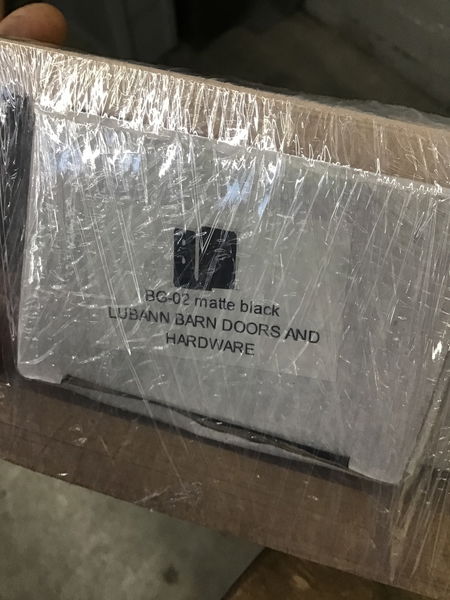 BG-02 matte black
LUBANN BARN DOORS AND
HARDWARE